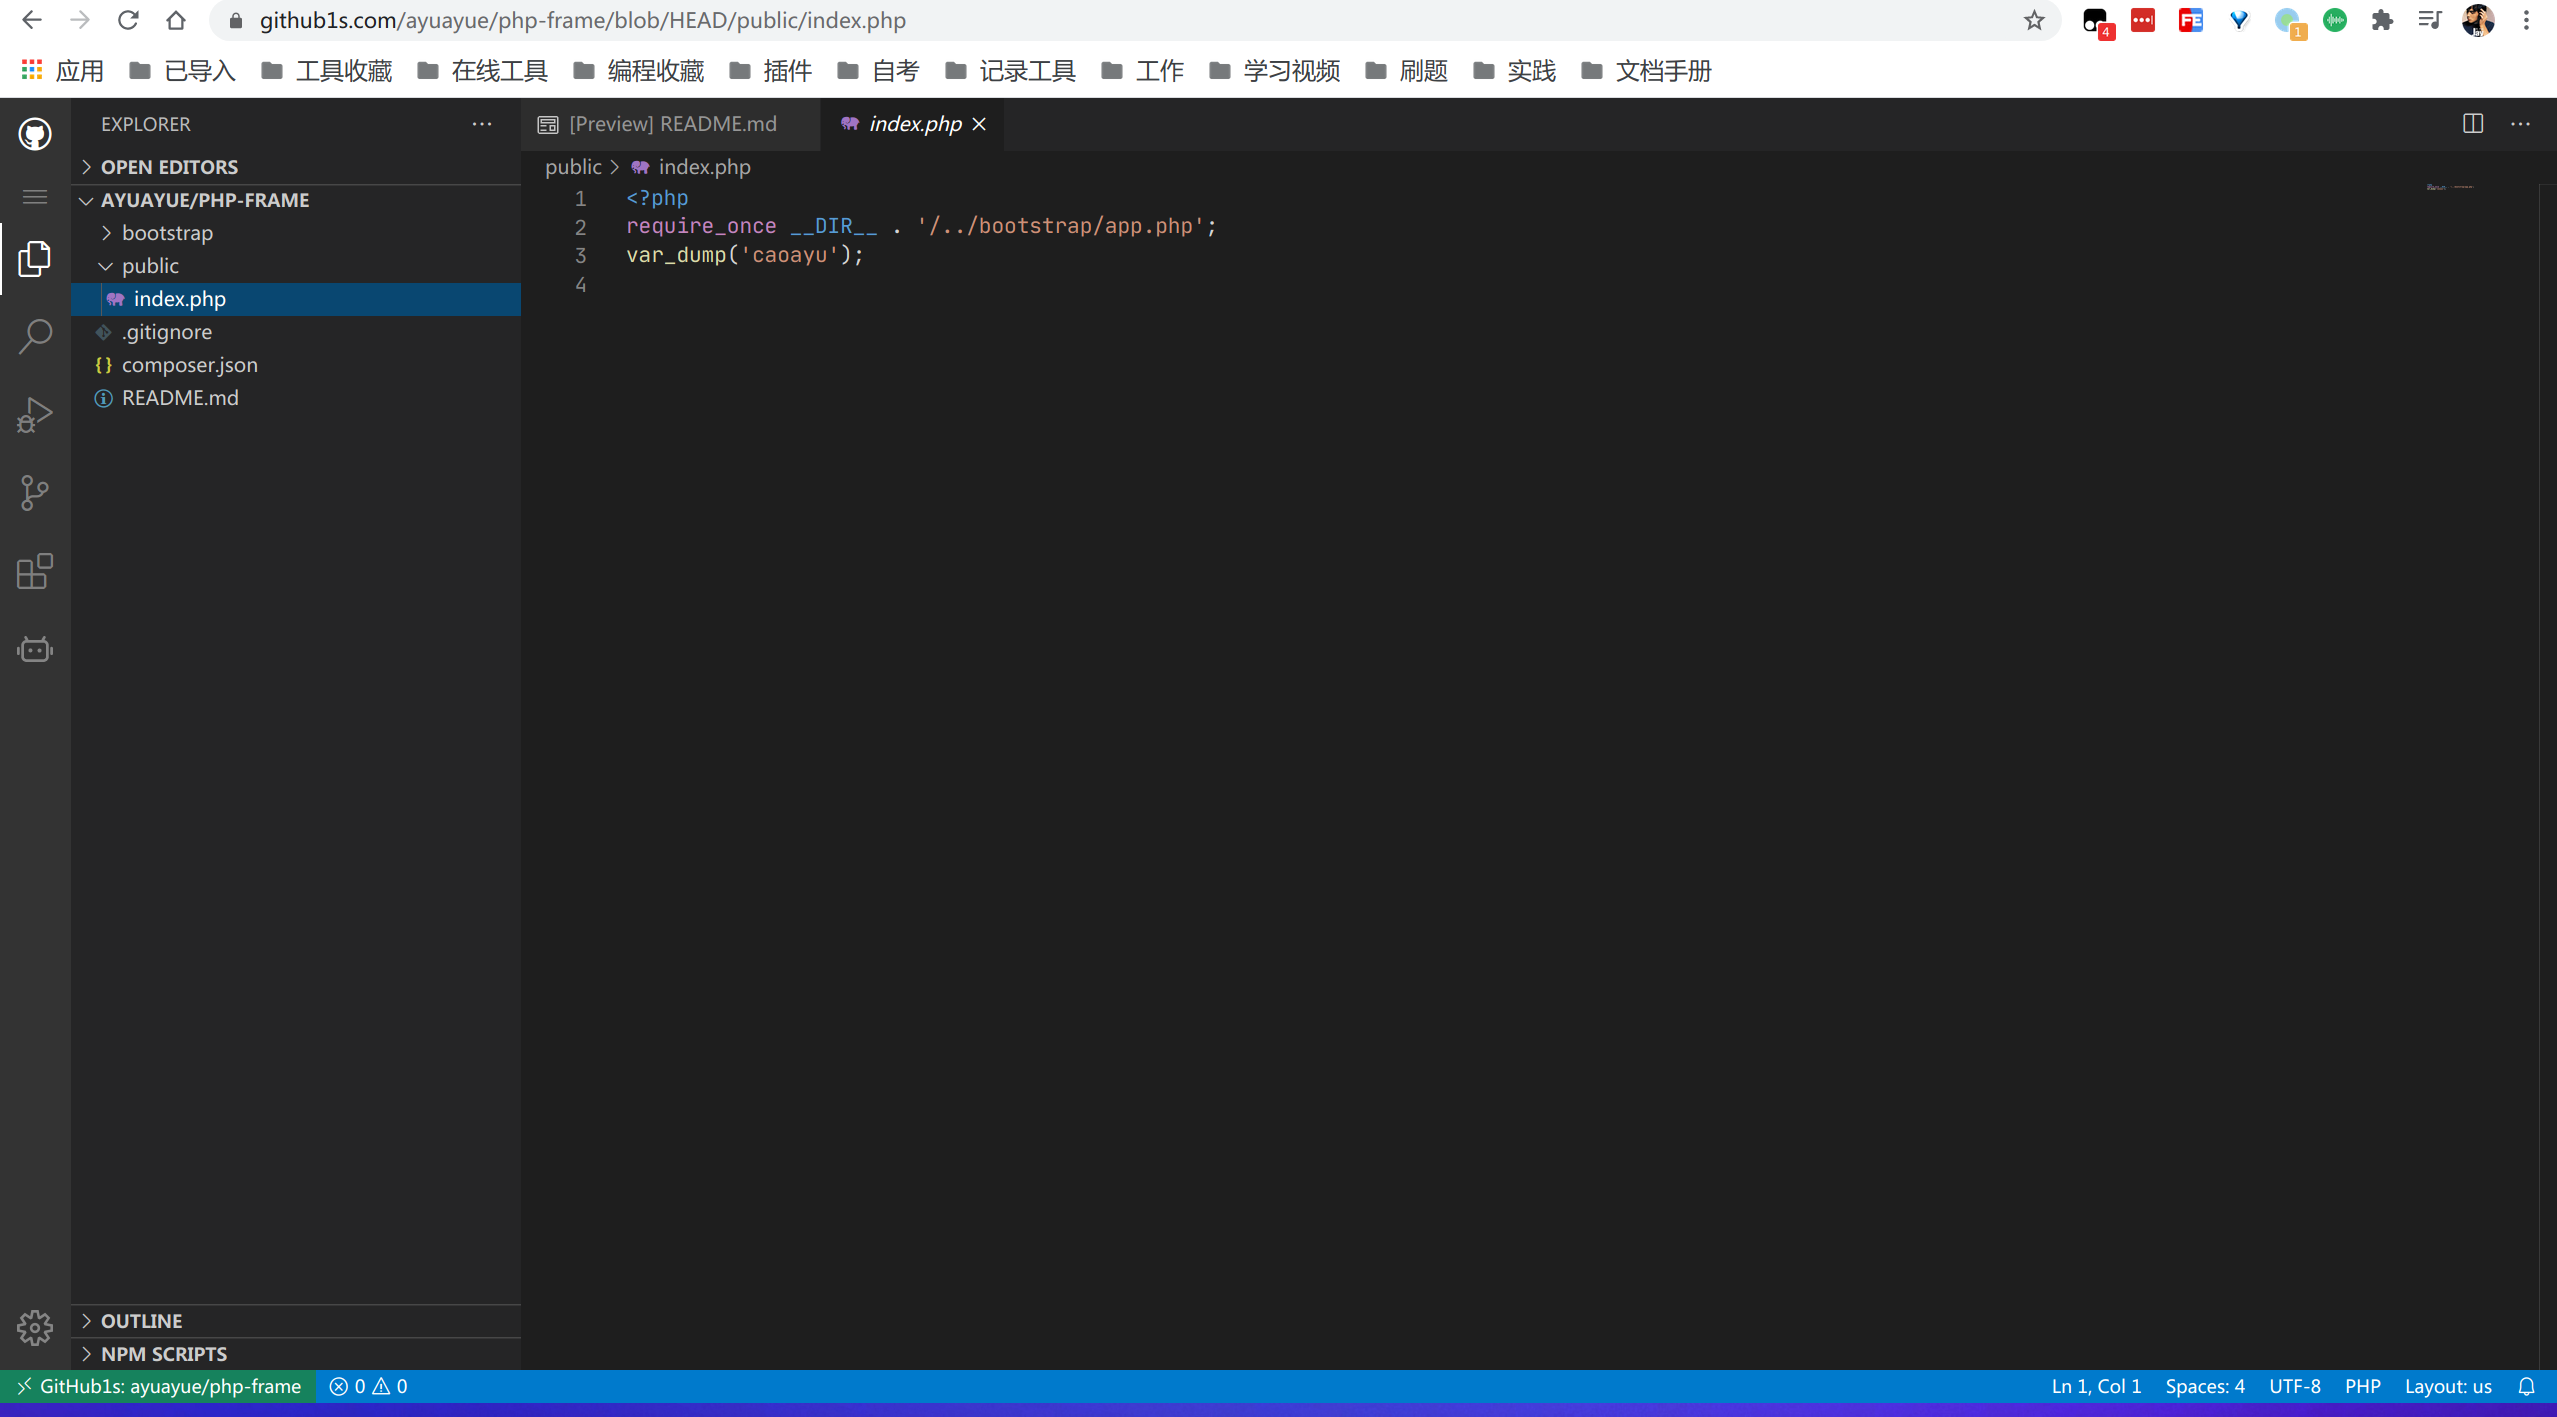 github1s.com/ayuayue/php-frame/blob/HEAD/public/index.php
4
FE
1
应用 已导入 工具收藏 在线工具 编程收藏 插件 自考 记录工具 工作 学习视频 刷题 实践 文档手册
EXPLORER
[Preview] README.md
index.php
OPEN EDITORS
public
index.php
AYUAYUE/PHP-FRAME
bootstrap
public
index.php
.gitignore
composer.json
README.md
1 <?php
2 require_once __DIR__ . '/../bootstrap/app.php';
3 var_dump('caoayu');
4
OUTLINE
NPM SCRIPTS
GitHub1s: ayuayue/php-frame 0 0 Ln 1, Col 1 Spaces: 4 UTF-8 PHP Layout: us